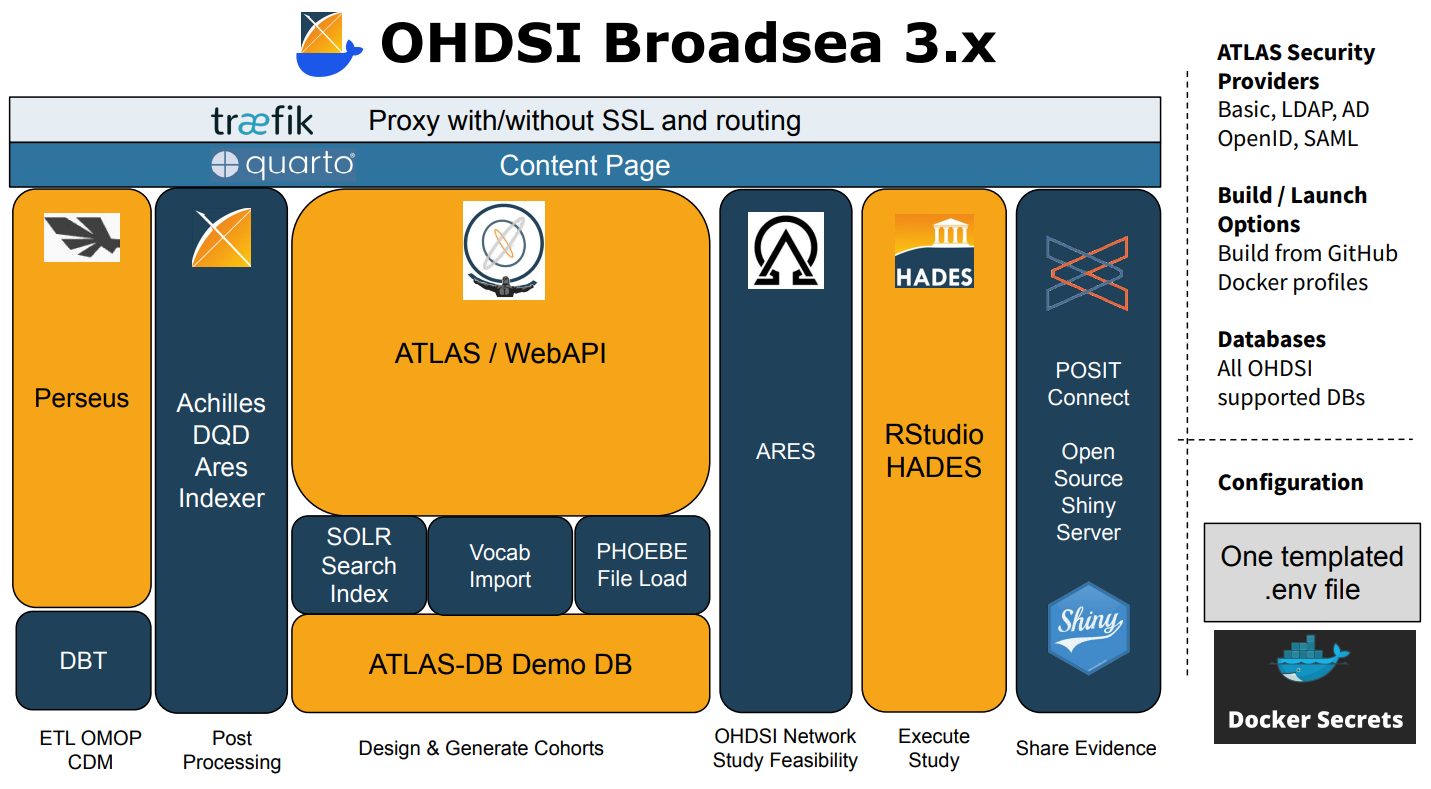 OHDSI Broadsea 3.x
træfik
Proxy with/without SSL and routing
quarto®
Content Page
Perseus
DBT
ETL OMOP
CDM
Achilles
DQD
Ares
Indexer
Post
Processing
ATLAS / WebAPI
SOLR
Search
Index
Vocab
Import
PHOEBE
File Load
ATLAS-DB Demo DB
Design & Generate Cohorts
ARES
OHDSI Network
Study Feasibility
HADES
RStudio
HADES
Execute
Study
POSIT
Connect
Open
Source
Shiny
Server
Shiny
Share Evidence
ATLAS Security
Providers
Basic, LDAP, AD
OpenID, SAML
Build / Launch
Options
Build from GitHub
Docker profiles
Databases
All OHDSI
supported DBs
Configuration
One templated
.env file
Docker Secrets